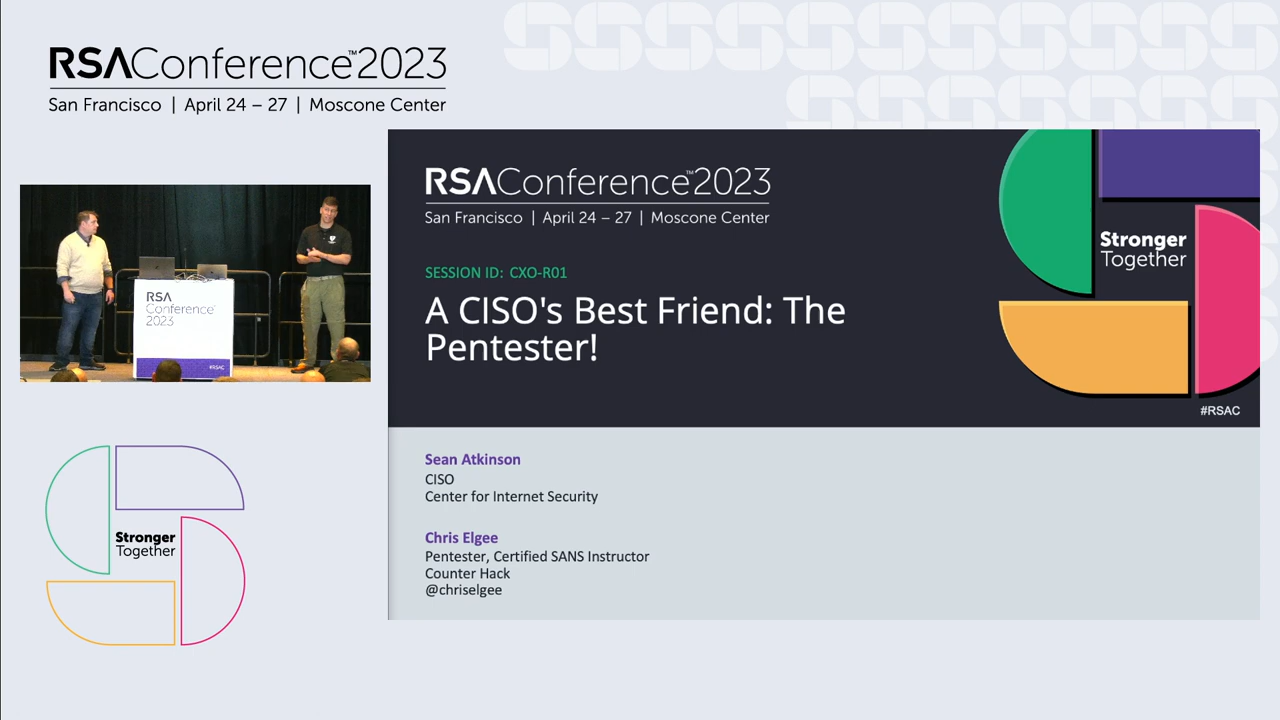 RSAConference™2023
San Francisco | April 24 – 27 | Moscone Center
RSA
Conference™
2023
#RSAC
Stronger
Together
RSAConference™2023
San Francisco | April 24 – 27 | Moscone Center
SESSION ID: CXO-R01
A CISO's Best Friend: The
Pentester!
Stronger
Together
#RSAC
Sean Atkinson
CISO
Center for Internet Security
Chris Elgee
Pentester, Certified SANS Instructor
Counter Hack
@chriselgee